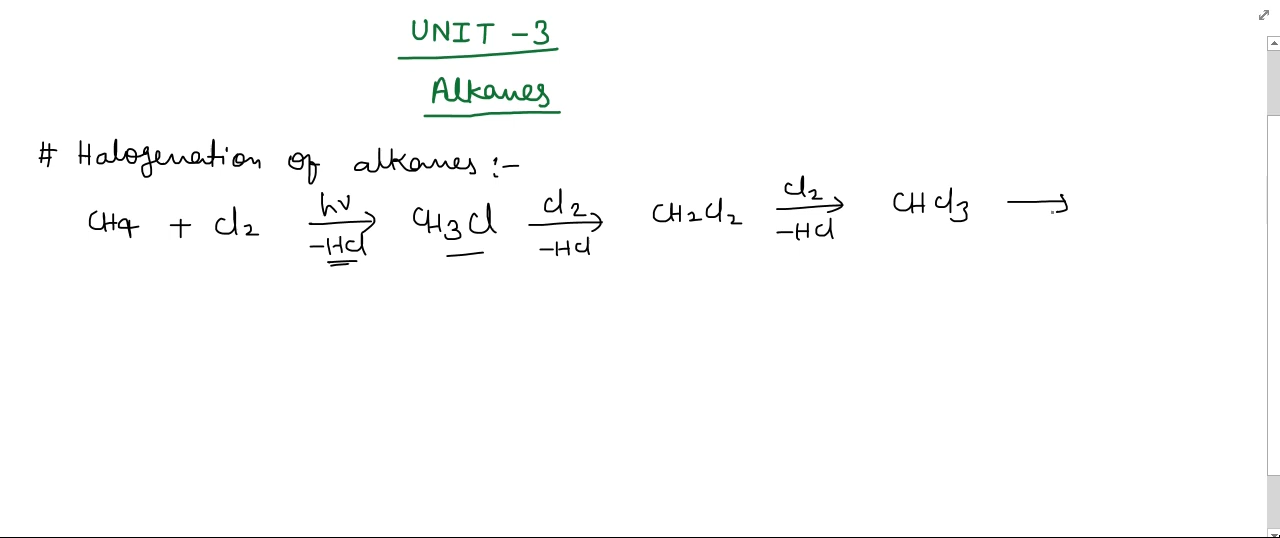 UNIT - 3
Alkanes
# Halogenation of alkanes :-
CH4 + Cl2 hν → -HCl CH3Cl Cl2 → -HCl CH2Cl2 Cl2 → -HCl CHCl3 →